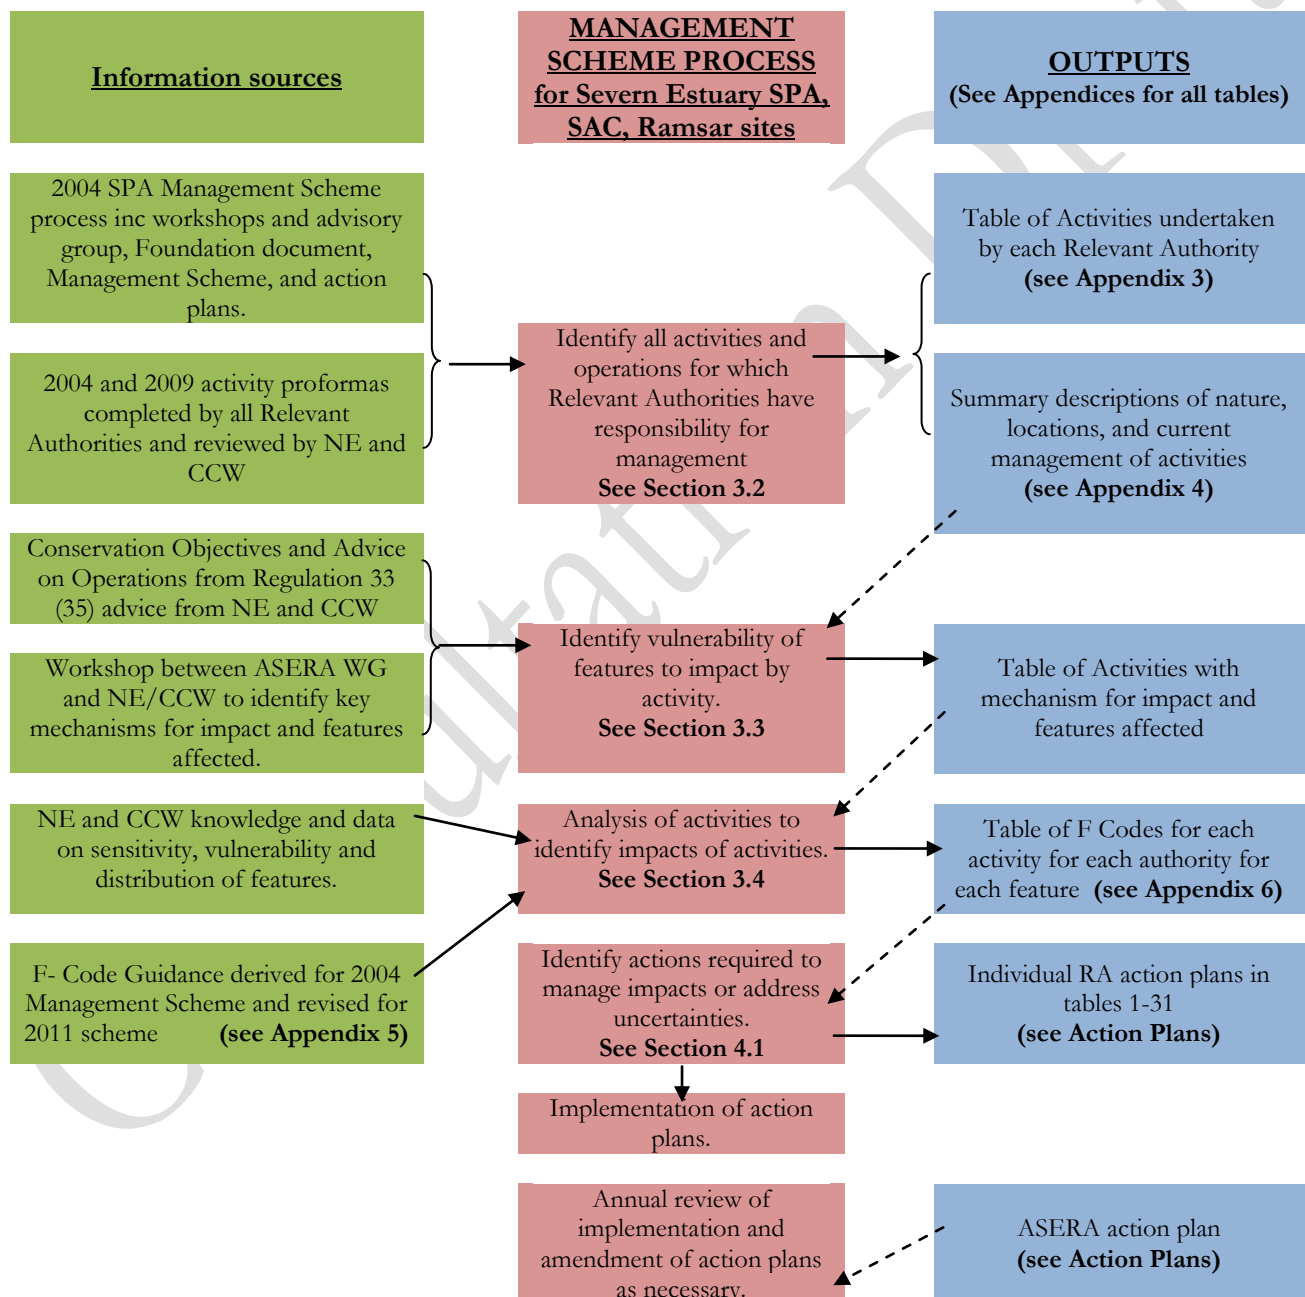 Information sources
MANAGEMENT
SCHEME PROCESS
for Severn Estuary SPA,
SAC, Ramsar sites
OUTPUTS
(See Appendices for all tables)
2004 SPA Management Scheme
process inc workshops and advisory
group, Foundation document,
Management Scheme, and action
plans.
2004 and 2009 activity proformas
completed by all Relevant
Authorities and reviewed by NE and
CCW
Identify all activities and
operations for which
Relevant Authorities have
responsibility for
management
See Section 3.2
Table of Activities undertaken
by each Relevant Authority
(see Appendix 3)
Summary descriptions of nature,
locations, and current
management of activities
(see Appendix 4)
Conservation Objectives and Advice
on Operations from Regulation 33
(35) advice from NE and CCW
Workshop between ASERA WG
and NE/CCW to identify key
mechanisms for impact and features
affected.
Identify vulnerability of
features to impact by
activity.
See Section 3.3
Table of Activities with
mechanism for impact and
features affected
NE and CCW knowledge and data
on sensitivity, vulnerability and
distribution of features.
Analysis of activities to
identify impacts of activities.
See Section 3.4
Table of F Codes for each
activity for each authority for
each feature (see Appendix 6)
F- Code Guidance derived for 2004
Management Scheme and revised for
2011 scheme (see Appendix 5)
Identify actions required to
manage impacts or address
uncertainties.
See Section 4.1
Individual RA action plans in
tables 1-31
(see Action Plans)
Implementation of action
plans.
Annual review of
implementation and
amendment of action plans
as necessary.
ASERA action plan
(see Action Plans)